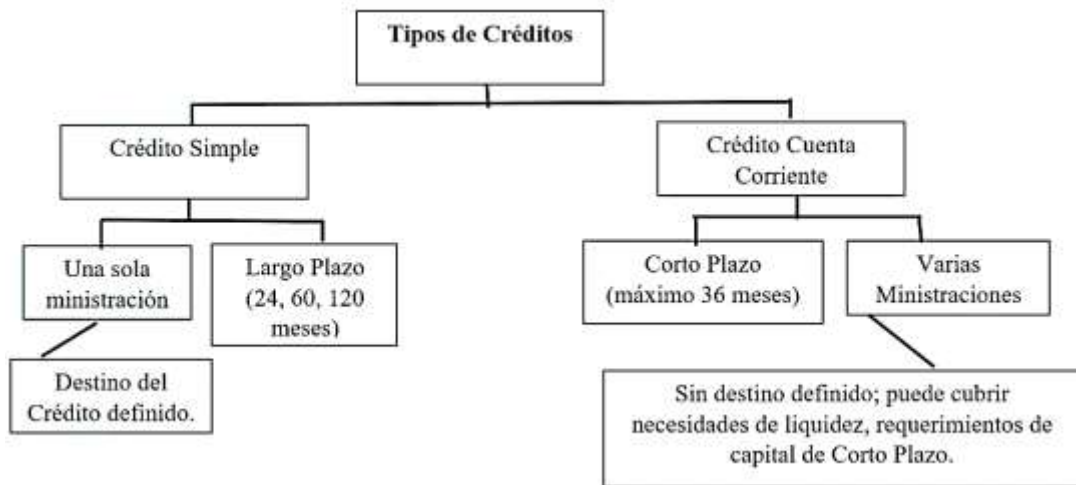 Tipos de Créditos
Crédito Simple
Crédito Cuenta
Corriente
Una sola
ministración
Largo Plazo
(24, 60, 120
meses)
Corto Plazo
(máximo 36 meses)
Varias
Ministraciones
Destino del
Crédito definido.
Sin destino definido; puede cubrir
necesidades de liquidez, requerimientos de
capital de Corto Plazo.